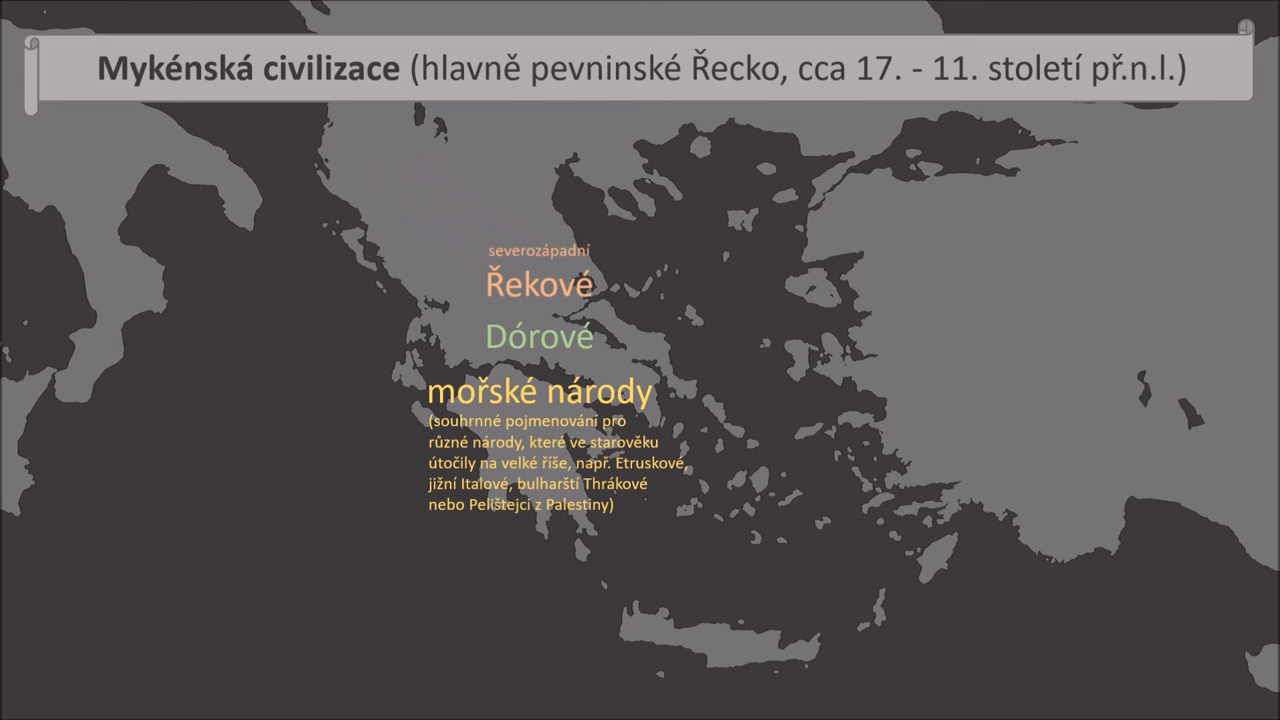 Mykénská civilizace (hlavně pevninské Řecko, cca 17. - 11. století př.n.l.)
severozápadní
Řekové
Dórové
mořské národy
(souhrnné pojmenování pro
různé národy, které ve starověku
útočily na velké říše, např. Etruskové,
jižní Italové, bulharští Thrákové
nebo Pelištejci z Palestiny)